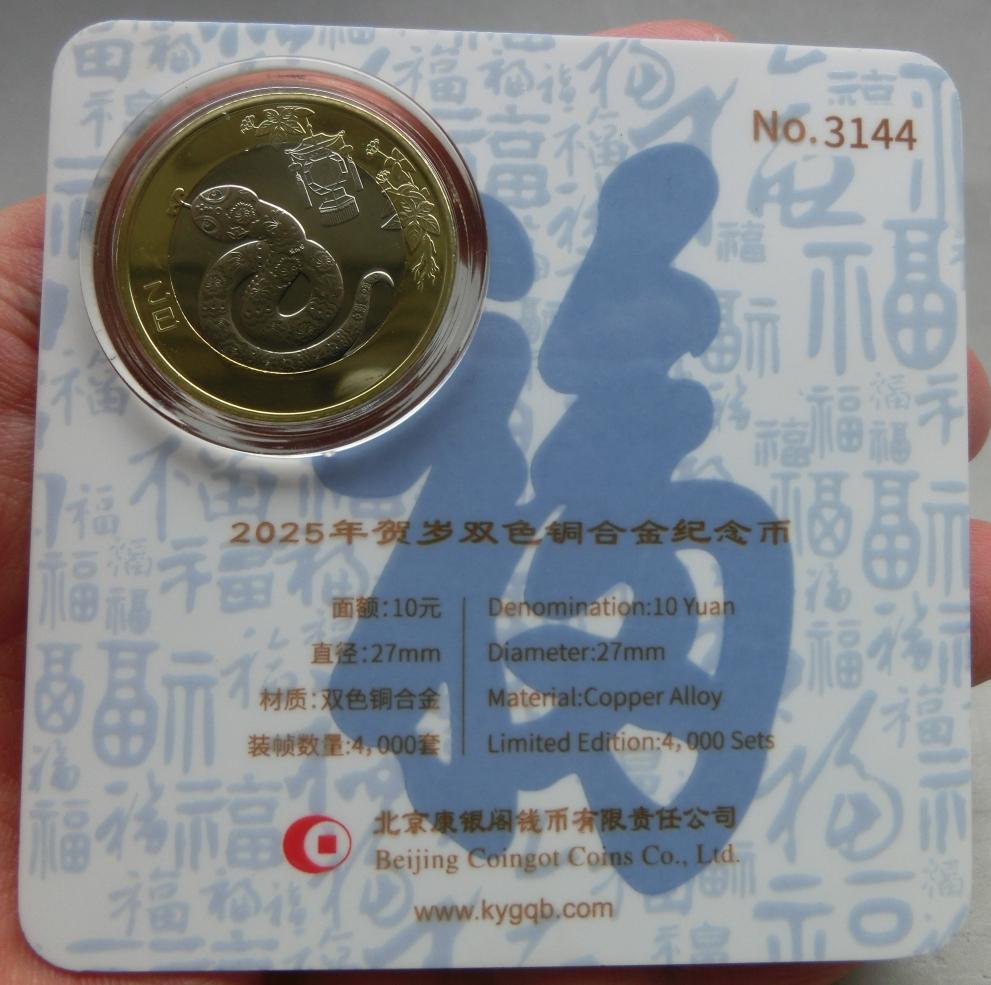 No.3144
乙巳
福
2025年贺岁双色铜合金纪念币
面额:10元
Denomination:10 Yuan
直径:27mm
Diameter:27mm
材质:双色铜合金
Material:Copper Alloy
装帧数量:4,000套
Limited Edition:4,000 Sets
北京康银阁钱币有限责任公司
Beijing Coingot Coins Co., Ltd.
www.kygqb.com